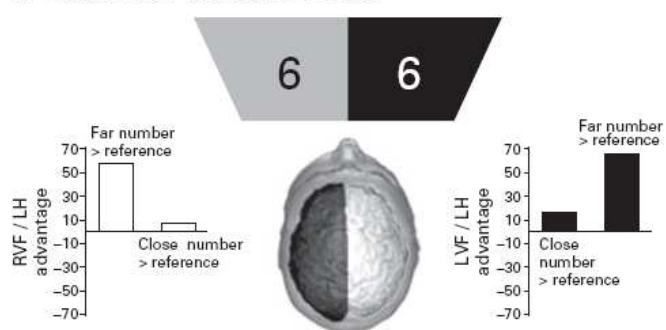 6 6
Far number
> reference
70
50
30
10
−10
−30
−50
−70
RVF / LH
advantage
Close number
> reference
Far number
> reference
70
50
30
10
−10
−30
−50
−70
LVF / LH
advantage
Close
number
> reference